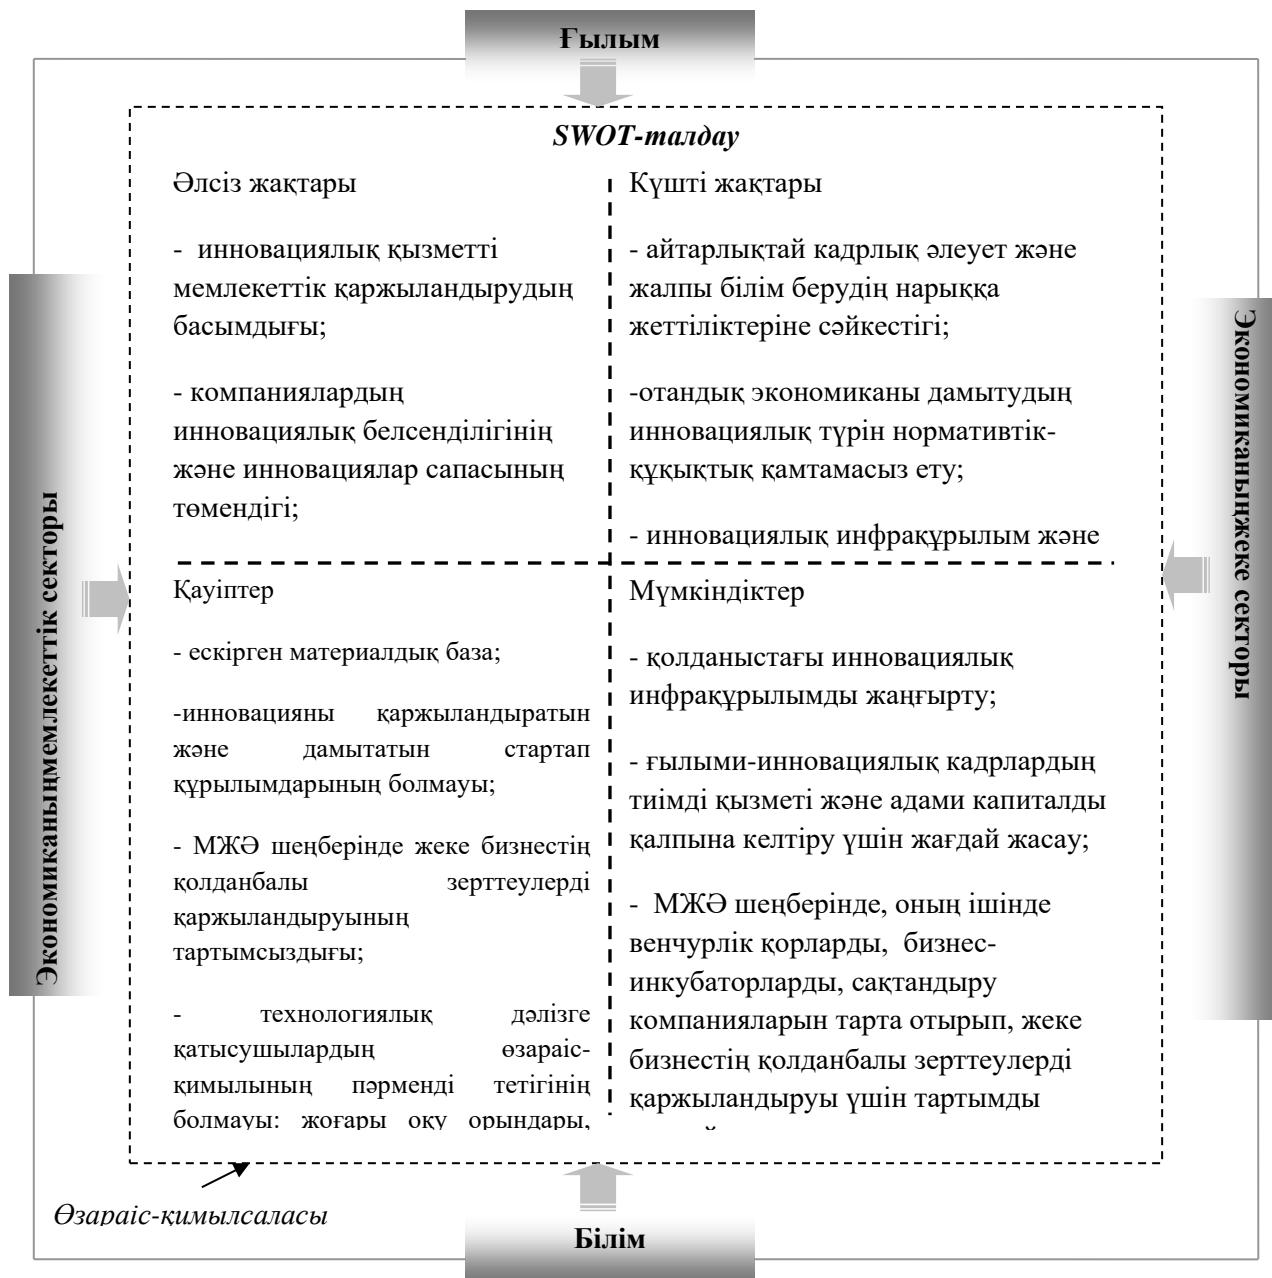 Ғылым
SWOT-талдау
Әлсіз жақтары
- инновациялық қызметті
мемлекеттік қаржыландырудың
басымдығы;
- компаниялардың
инновациялық белсенділігінің
және инновациялар сапасының
төмендігі;
Күшті жақтары
- айтарлықтай кадрлық әлеует және
жалпы білім берудің нарыққа
жеттіліктеріне сәйкестігі;
-отандық экономиканы дамытудың
инновациялық түрін нормативтік-
құқықтық қамтамасыз ету;
- инновациялық инфрақұрылым және
Қауіптер
- ескірген материалдық база;
-инновацияны қаржыландыратын
және дамытатын стартап
құрылымдарының болмауы;
- МЖӘ шеңберінде жеке бизнестің
қолданбалы зерттеулерді
қаржыландыруының
тартымсыздығы;
- технологиялық дәлізге
қатысушылардың өзараіс-
қимылының пәрменді тетігінің
болмауы: жоғары оқу орындары,
Мүмкіндіктер
- қолданыстағы инновациялық
инфрақұрылымды жаңғырту;
- ғылыми-инновациялық кадрлардың
тиімді қызметі және адами капиталды
қалпына келтіру үшін жағдай жасау;
- МЖӘ шеңберінде, оның ішінде
венчурлік қорларды, бизнес-
инкубаторларды, сақтандыру
компанияларын тарта отырып, жеке
бизнестің қолданбалы зерттеулерді
қаржыландыруы үшін тартымды
Экономиканыңмемлекеттік секторы
Экономиканыңжеке секторы
Өзараіс-қимылсаласы
Білім